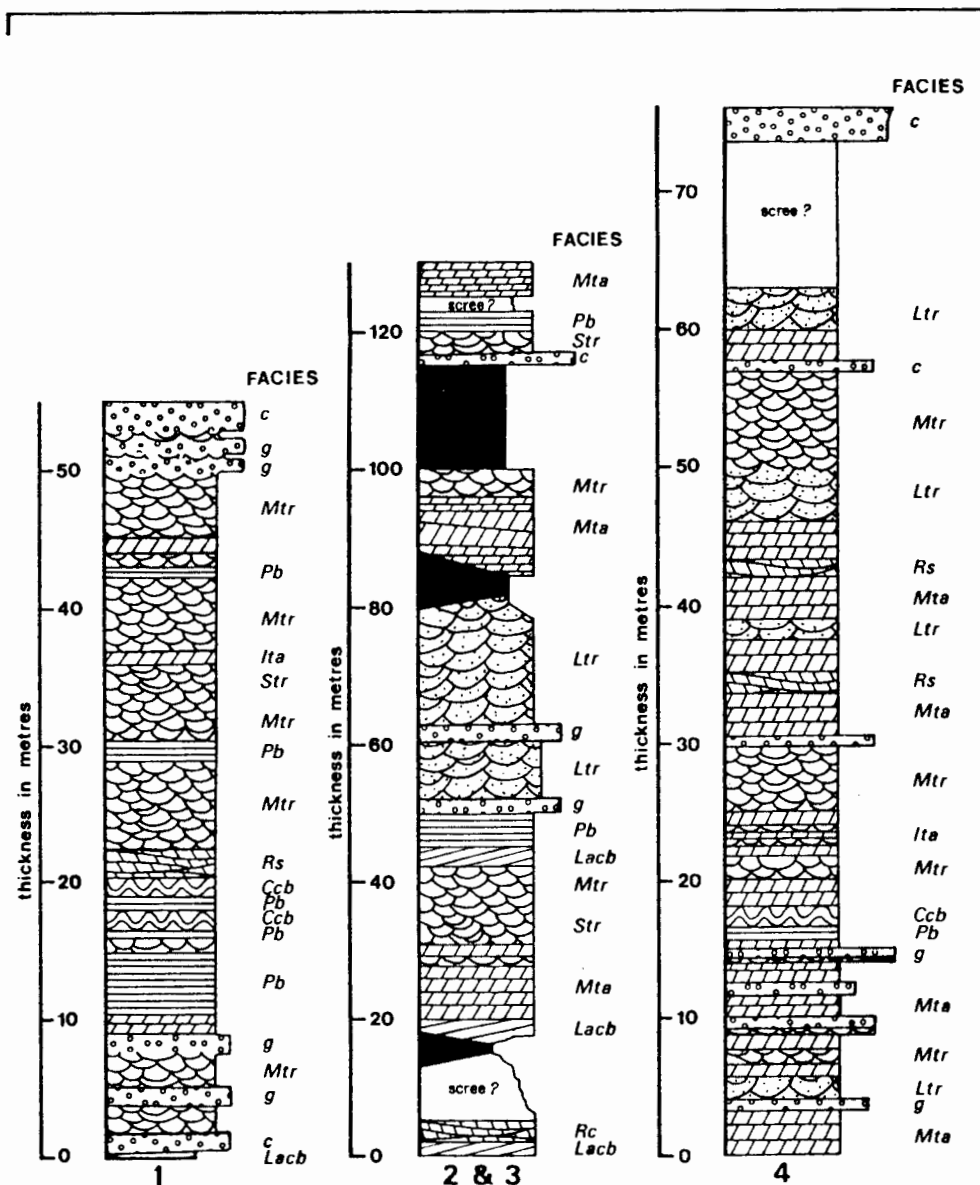 FACIES
c
g
g
Mtr
Pb
Mtr
Ita
Str
Mtr
Pb
Mtr
Rs
Ccb
Pb
Ccb
Pb
Pb
g
Mtr
g
c
Lacb
50
40
30
20
10
0
thickness in metres
1
FACIES
Mta
scree ?
Pb
Str
c
Mtr
Mta
Ltr
g
Ltr
g
Pb
Lacb
Mtr
Str
Mta
Lacb
scree ?
Rc
Lacb
120
100
80
60
40
20
0
thickness in metres
2 & 3
FACIES
c
scree ?
Ltr
c
Mtr
Ltr
Rs
Mta
Ltr
Rs
Mta
Mtr
Ita
Mtr
Ccb
Pb
g
Mta
Mtr
Ltr
g
Mta
70
60
50
40
30
20
10
0
thickness in metres
4